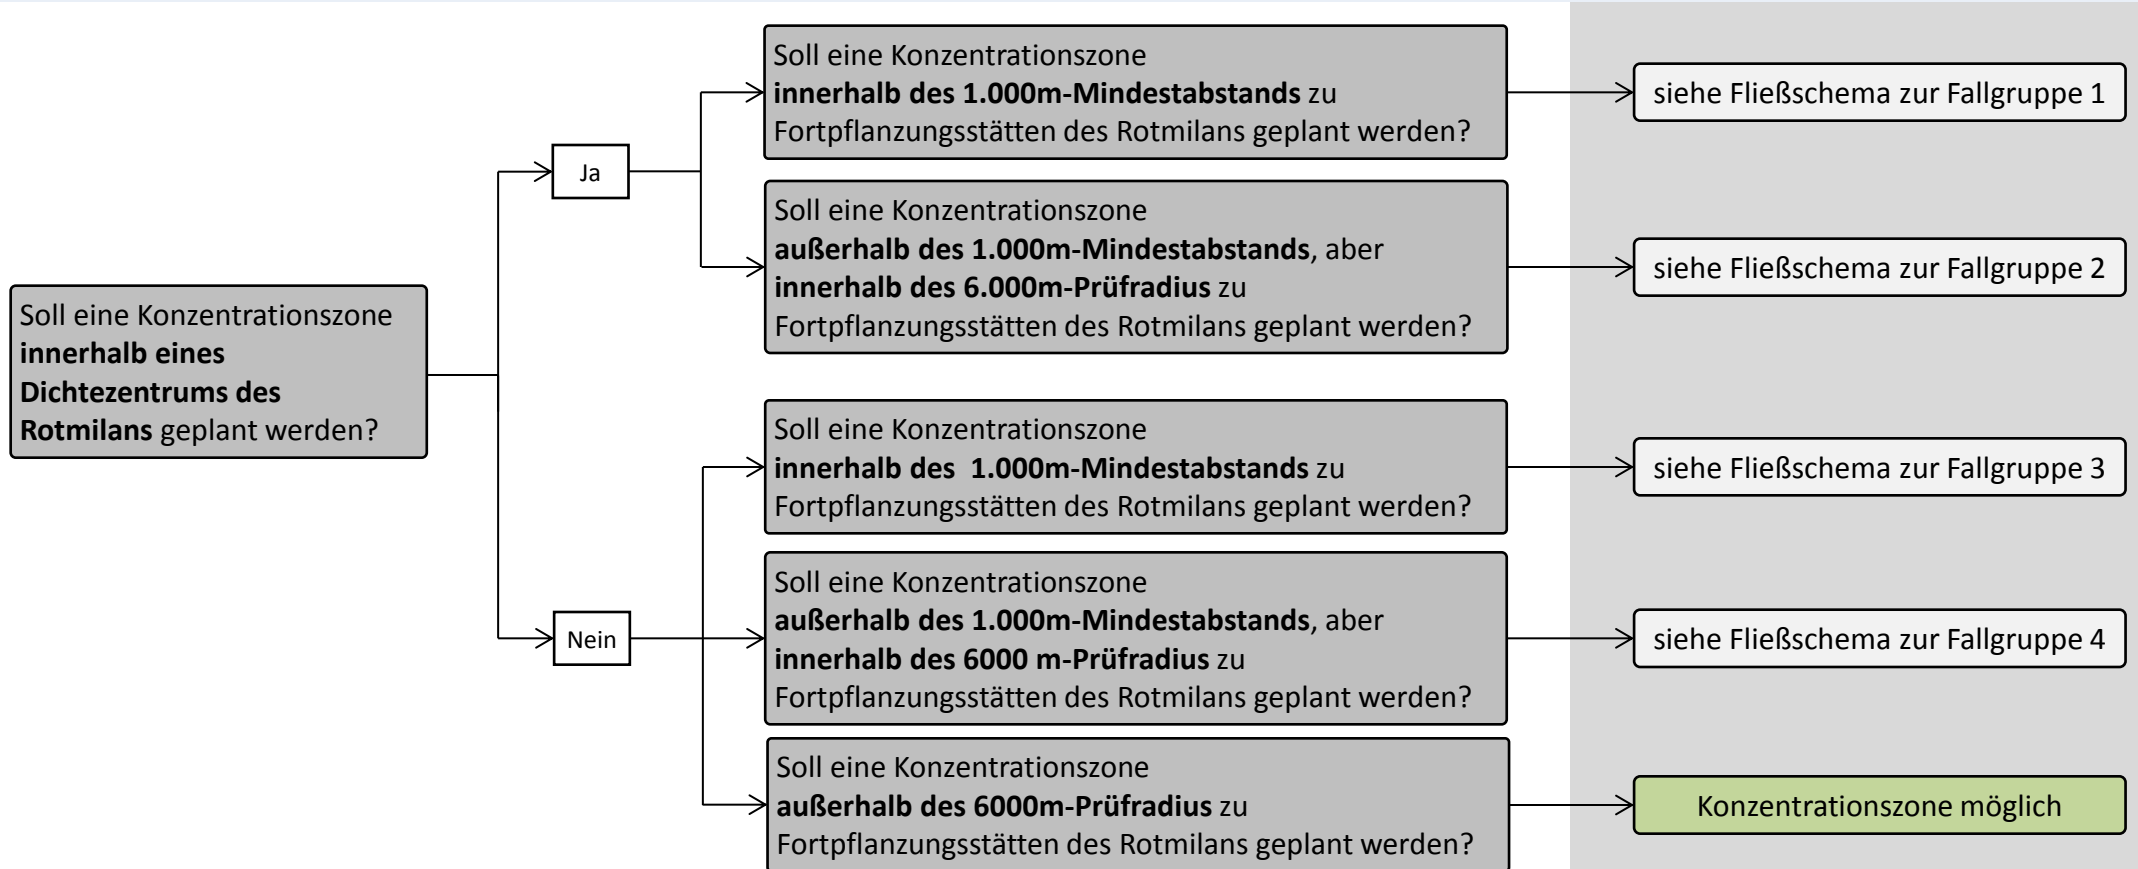 Soll eine Konzentrationszone
innerhalb eines
Dichtezentrums des
Rotmilans geplant werden?
Ja
Soll eine Konzentrationszone
innerhalb des 1.000m-Mindestabstands zu
Fortpflanzungsstätten des Rotmilans geplant werden?
siehe Fließschema zur Fallgruppe 1
Soll eine Konzentrationszone
außerhalb des 1.000m-Mindestabstands, aber
innerhalb des 6.000m-Prüfradius zu
Fortpflanzungsstätten des Rotmilans geplant werden?
siehe Fließschema zur Fallgruppe 2
Nein
Soll eine Konzentrationszone
innerhalb des  1.000m-Mindestabstands zu
Fortpflanzungsstätten des Rotmilans geplant werden?
siehe Fließschema zur Fallgruppe 3
Soll eine Konzentrationszone
außerhalb des 1.000m-Mindestabstands, aber
innerhalb des 6000 m-Prüfradius zu
Fortpflanzungsstätten des Rotmilans geplant werden?
siehe Fließschema zur Fallgruppe 4
Soll eine Konzentrationszone
außerhalb des 6000m-Prüfradius zu
Fortpflanzungsstätten des Rotmilans geplant werden?
Konzentrationszone möglich